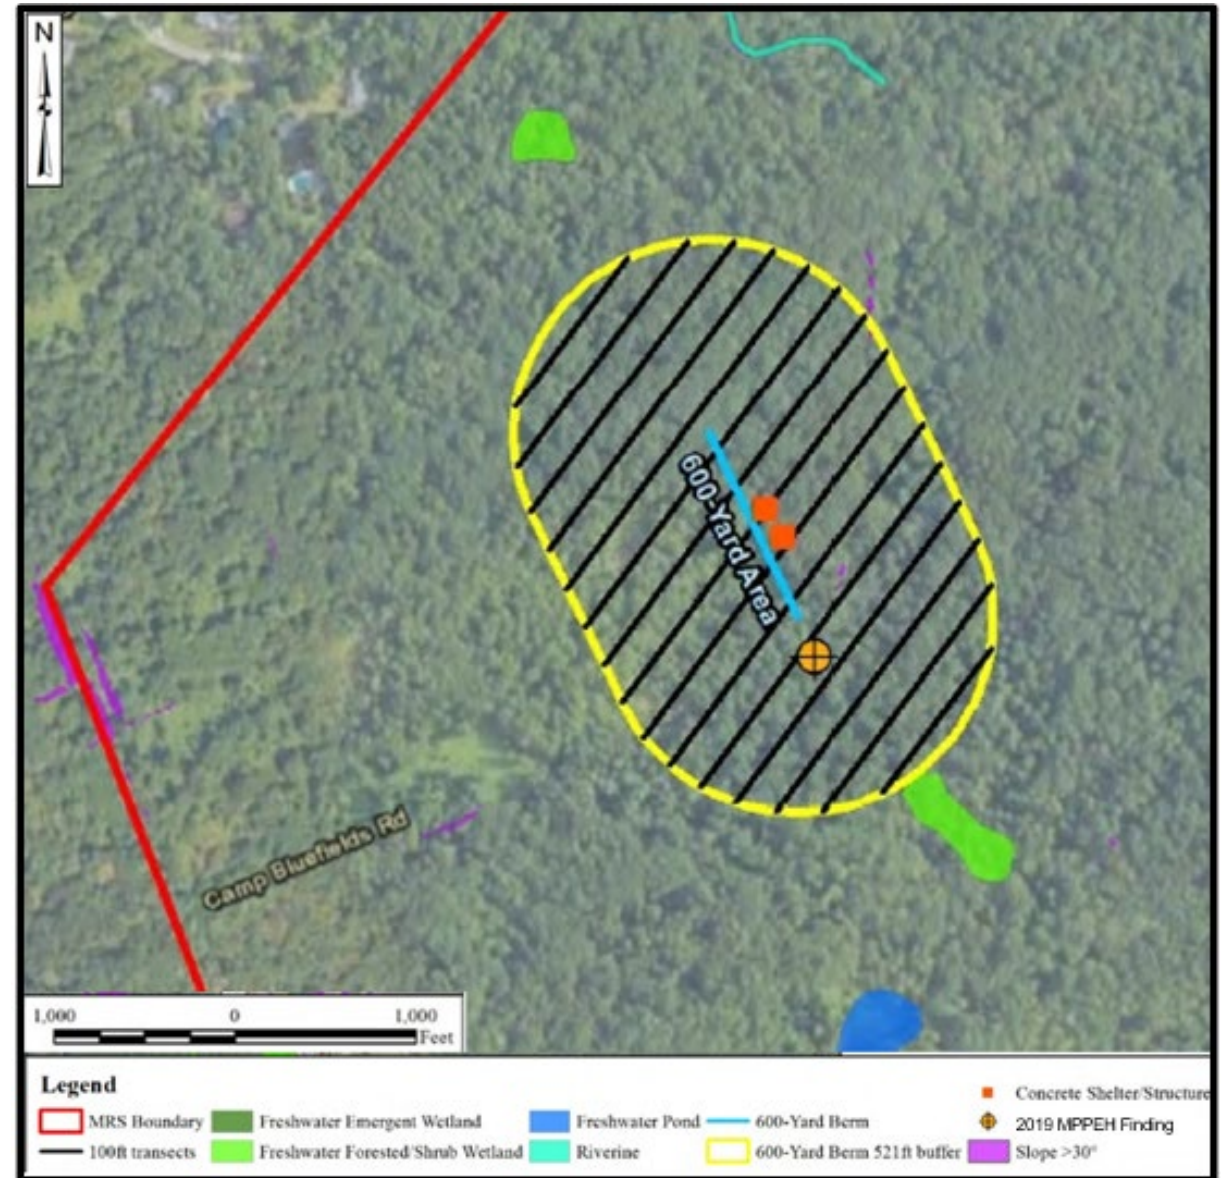 N
600-Yard Area
Camp Bluefields Rd
1,000 0 1,000
Feet
Legend
MRS Boundary
Freshwater Emergent Wetland
Freshwater Pond
600-Yard Berm
Concrete Shelter/Structure
2019 MPPEH Finding
100ft transects
Freshwater Forested/Shrub Wetland
Riverine
600-Yard Berm 521ft buffer
Slope >30°